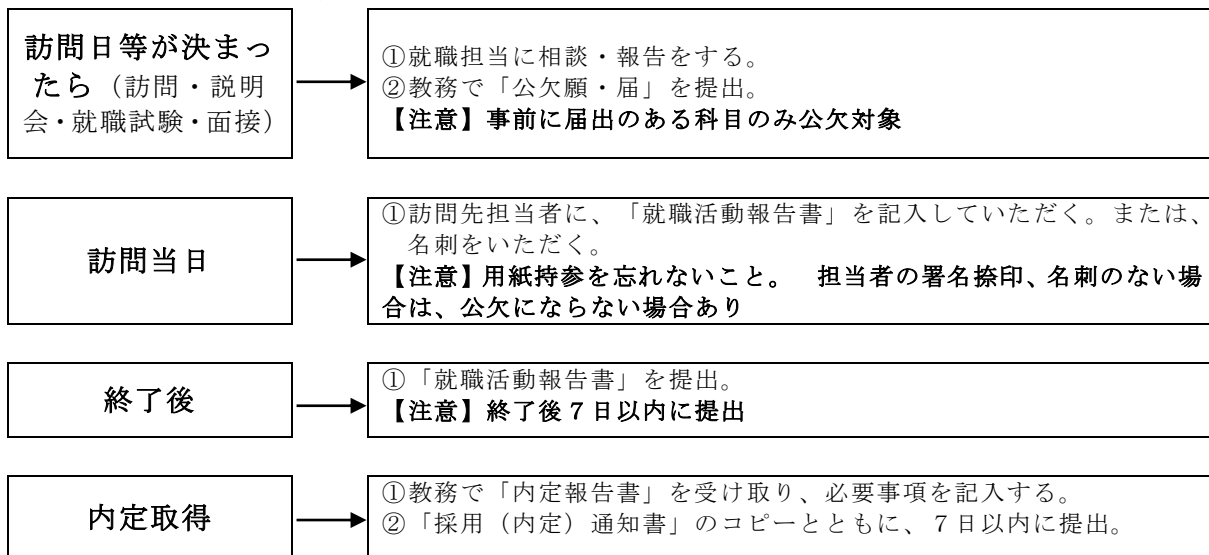 訪問日等が決まっ
たら（訪問・説明
会・就職試験・面接）
①就職担当に相談・報告をする。
②教務で「公欠願・届」を提出。
【注意】事前に届出のある科目のみ公欠対象
訪問当日
①訪問先担当者に、「就職活動報告書」を記入していただく。または、
名刺をいただく。
【注意】用紙持参を忘れないこと。　担当者の署名捺印、名刺のない場
合は、公欠にならない場合あり
終了後
①「就職活動報告書」を提出。
【注意】終了後７日以内に提出
内定取得
①教務で「内定報告書」を受け取り、必要事項を記入する。
②「採用（内定）通知書」のコピーとともに、７日以内に提出。